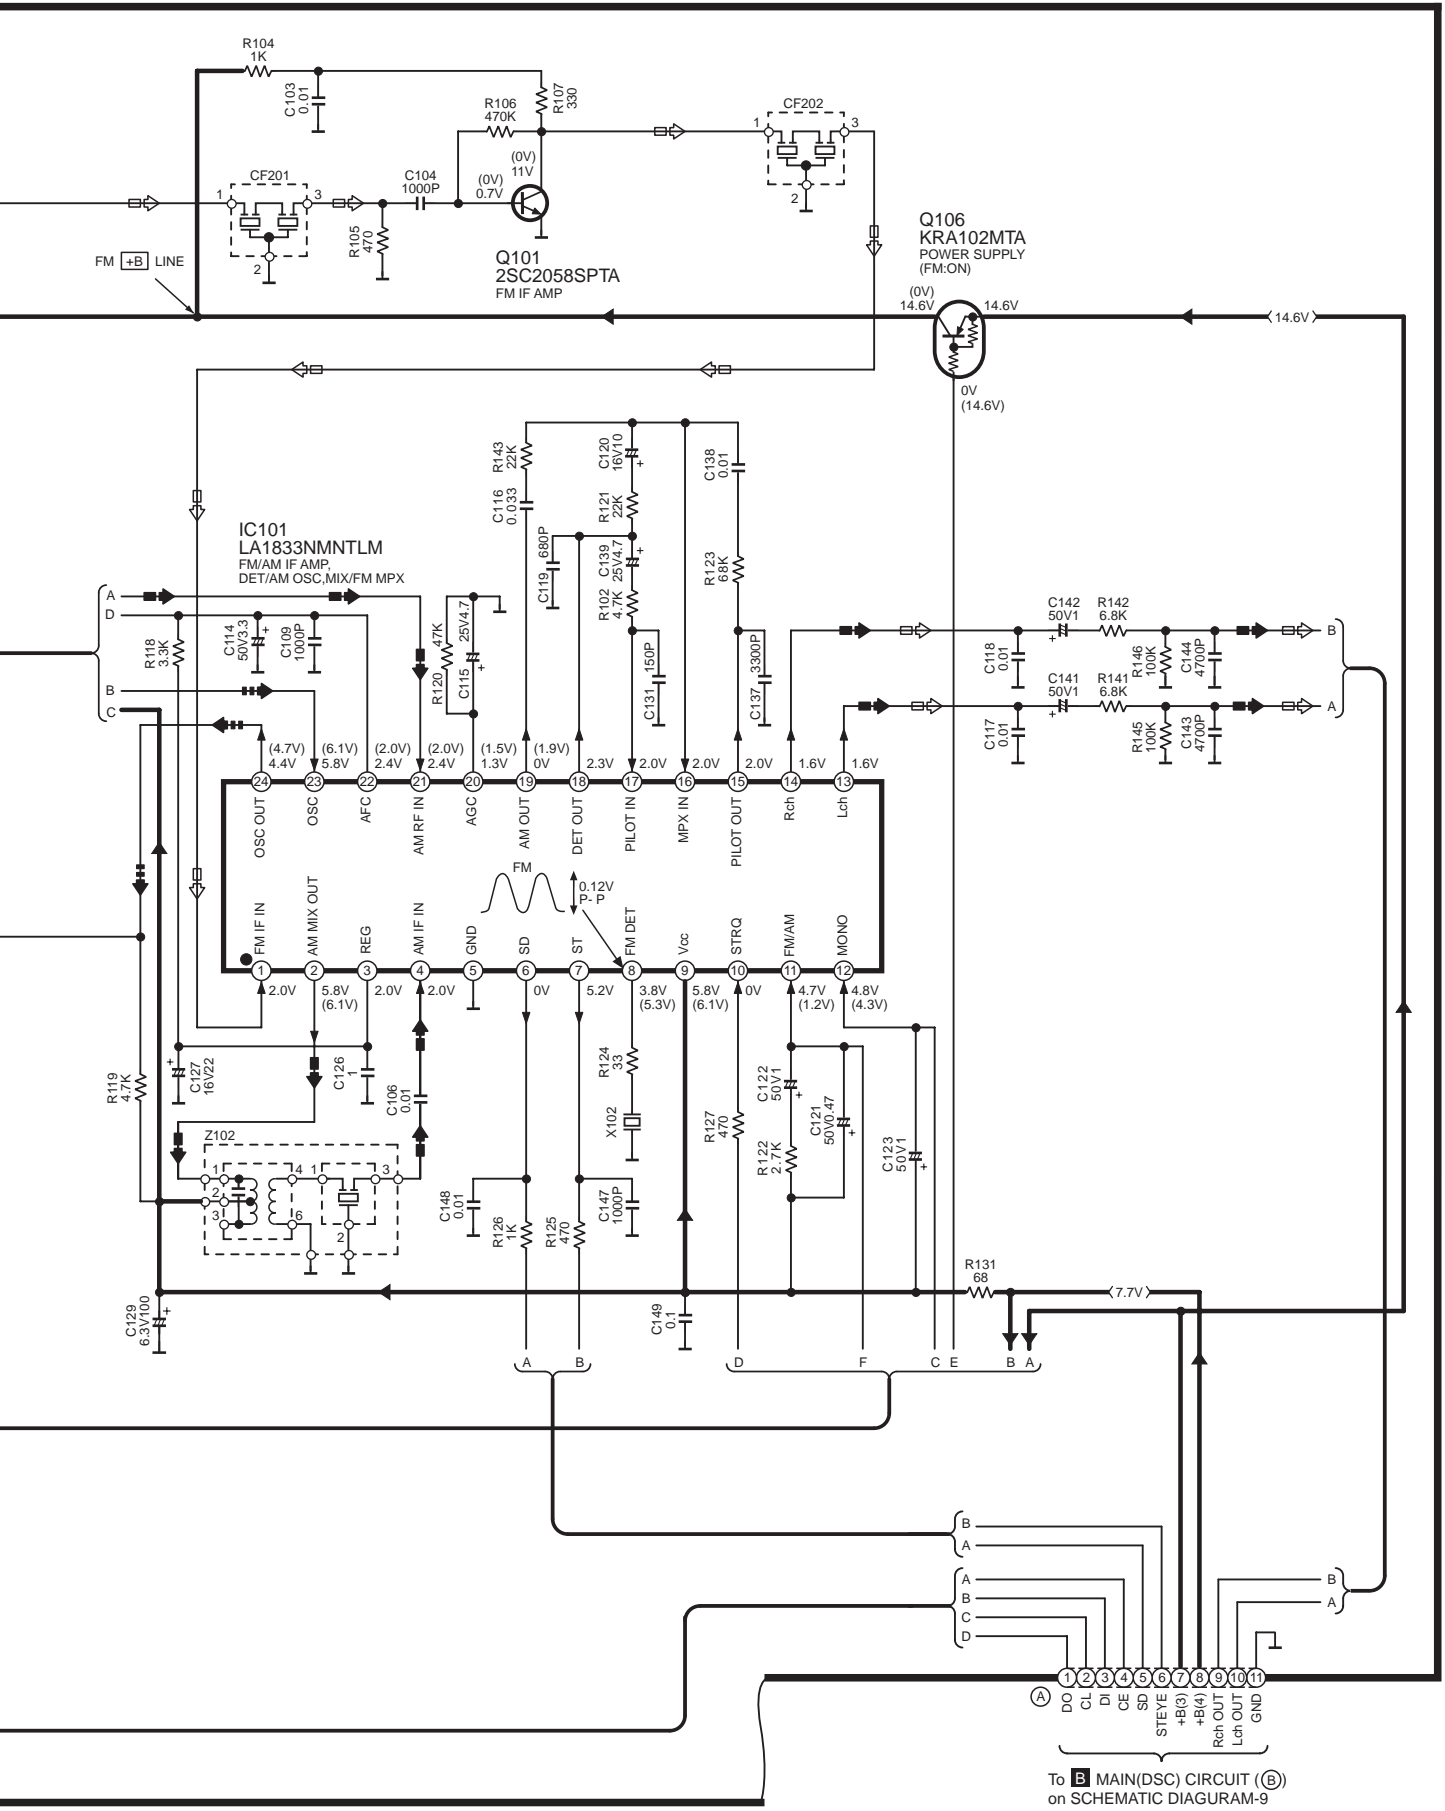 R104
1K
C103
0.01
R106
470K
R107
330
CF202
1
3
2
CF201
1
3
2
C104
1000P
(0V)
11V
(0V)
0.7V
R105
470
Q101
2SC2058SPTA
FM IF AMP
FM +B LINE
Q106
KRA102MTA
POWER SUPPLY
(FM:ON)
(0V)
14.6V
14.6V
14.6V
0V
(14.6V)
R143
22K
C116
0.033
C120
16V10
+
R121
22K
C138
0.01
IC101
LA1833NMNTLM
FM/AM IF AMP,
DET/AM OSC,MIX/FM MPX
C119 680P
C139
25V4.7
+
R102
4.7K
R123
68K
A
D
B
C
R118
3.3K
C114
50V3.3
+
C109
1000P
R120 47K
C115 25V4.7
+
C131 150P
C137 3300P
C142
50V1
+
R142
6.8K
C118
0.01
R146
100K
C144
4700P
B
C141
50V1
+
R141
6.8K
C117
0.01
R145
100K
C143
4700P
A
(4.7V)
4.4V
(6.1V)
5.8V
(2.0V)
2.4V
(2.0V)
2.4V
(1.5V)
1.3V
(1.9V)
0V
2.3V
2.0V
2.0V
2.0V
1.6V
1.6V
24 23 22 21 20 19 18 17 16 15 14 13
OSC OUT
OSC
AFC
AM RF IN
AGC
AM OUT
DET OUT
PILOT IN
MPX IN
PILOT OUT
Rch
Lch
FM
0.12V
P- P
FM IF IN
AM MIX OUT
REG
AM IF IN
GND
SD
ST
FM DET
Vcc
STRQ
FM/AM
MONO
1 2 3 4 5 6 7 8 9 10 11 12
2.0V
5.8V
(6.1V)
2.0V
2.0V
0V
5.2V
3.8V
(5.3V)
5.8V
(6.1V)
0V
4.7V
(1.2V)
4.8V
(4.3V)
R119
4.7K
C127
16V22
+
C126
1
C106
0.01
R124
33
X102
R127
470
C122
50V1
+
R122
2.7K
C121
50V0.47
+
C123
50V1
+
Z102
1
2
3
4
6
1
3
2
C148
0.01
R126
1K
R125
470
C147
1000P
R131
68
7.7V
C129
6.3V100
+
C149
0.1
A B
D F C E B A
B
A
A
B
C
D
B
A
1 2 3 4 5 6 7 8 9 10 11
A
DO
CL
DI
CE
SD
STEYE
+B(3)
+B(4)
Rch OUT
Lch OUT
GND
To B MAIN(DSC) CIRCUIT (B)
on SCHEMATIC DIAGURAM-9